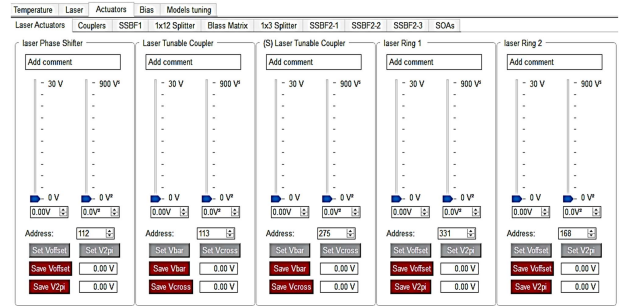 Temperature Laser Actuators Bias Models tuning
Laser Actuators Couplers SSBF1 1x12 Splitter Blass Matrix 1x3 Splitter SSBF2-1 SSBF2-2 SSBF2-3 SOAs
laser Phase Shifter
Add comment
30 V 900 V²
0 V 0 V²
0.00V 0.0V²
Address: 112
Set Voffset Set V2pi
Save Voffset 0.00 V
Save V2pi 0.00 V
Laser Tunable Coupler
Add comment
30 V 900 V²
0 V 0 V²
0.00V 0.0V²
Address: 113
Set Vbar Set Vcross
Save Vbar 0.00 V
Save Vcross 0.00 V
(S) Laser Tunable Coupler
Add comment
30 V 900 V²
0 V 0 V²
0.00V 0.0V²
Address: 275
Set Vbar Set Vcross
Save Vbar 0.00 V
Save Vcross 0.00 V
laser Ring 1
Add comment
30 V 900 V²
0 V 0 V²
0.00V 0.0V²
Address: 331
Set Voffset Set V2pi
Save Voffset 0.00 V
Save V2pi 0.00 V
laser Ring 2
Add comment
30 V 900 V²
0 V 0 V²
0.00V 0.0V²
Address: 168
Set Voffset Set V2pi
Save Voffset 0.00 V
Save V2pi 0.00 V